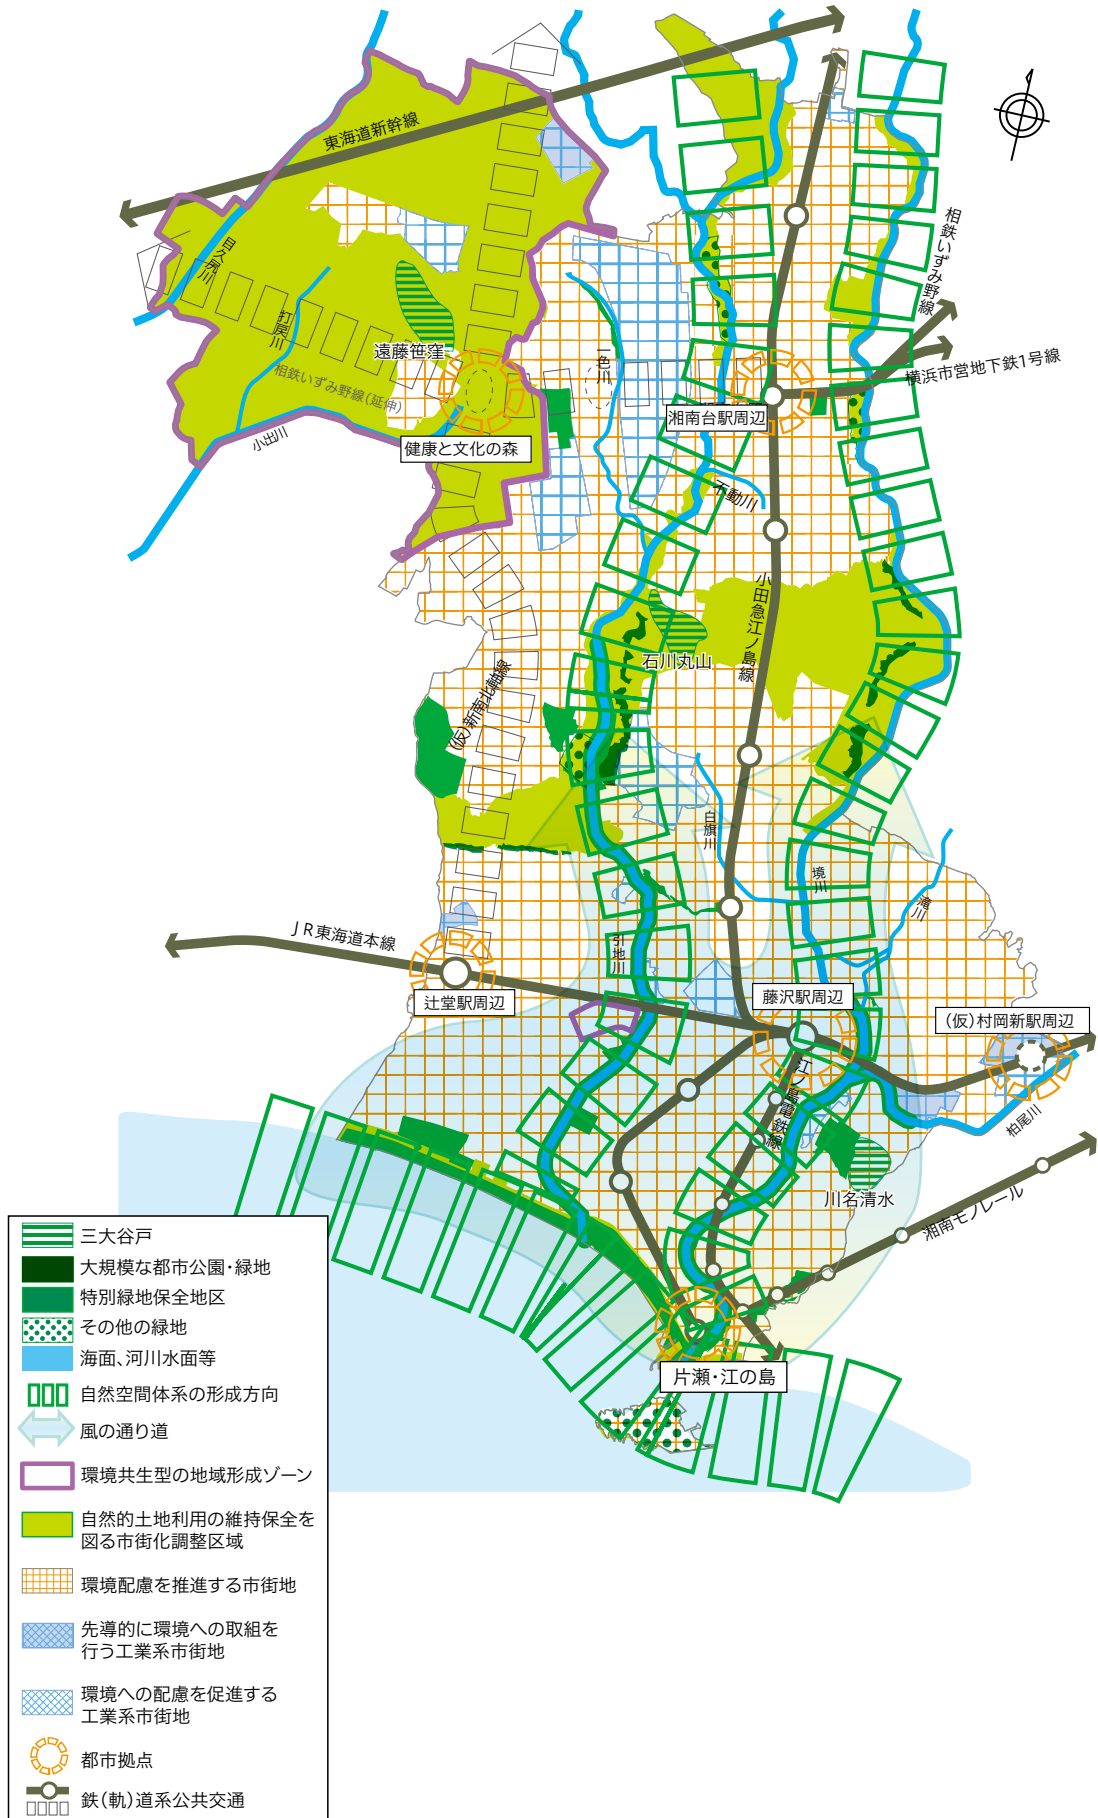 東海道新幹線
相鉄いずみ野線
目久尻川
打戻川
遠藤笹窪
一色川
横浜市営地下鉄1号線
相鉄いずみ野線(延伸)
湘南台駅周辺
小出川
健康と文化の森
不動川
小田急江ノ島線
石川丸山
(仮)新南北軸線
白旗川
境川
滝川
JR東海道本線
引地川
辻堂駅周辺
藤沢駅周辺
(仮)村岡新駅周辺
江ノ島電鉄線
柏尾川
川名清水
湘南モノレール
片瀬・江の島
三大谷戸
大規模な都市公園・緑地
特別緑地保全地区
その他の緑地
海面、河川水面等
自然空間体系の形成方向
風の通り道
環境共生型の地域形成ゾーン
自然的土地利用の維持保全を
図る市街化調整区域
環境配慮を推進する市街地
先導的に環境への取組を
行う工業系市街地
環境への配慮を促進する
工業系市街地
都市拠点
鉄(軌)道系公共交通